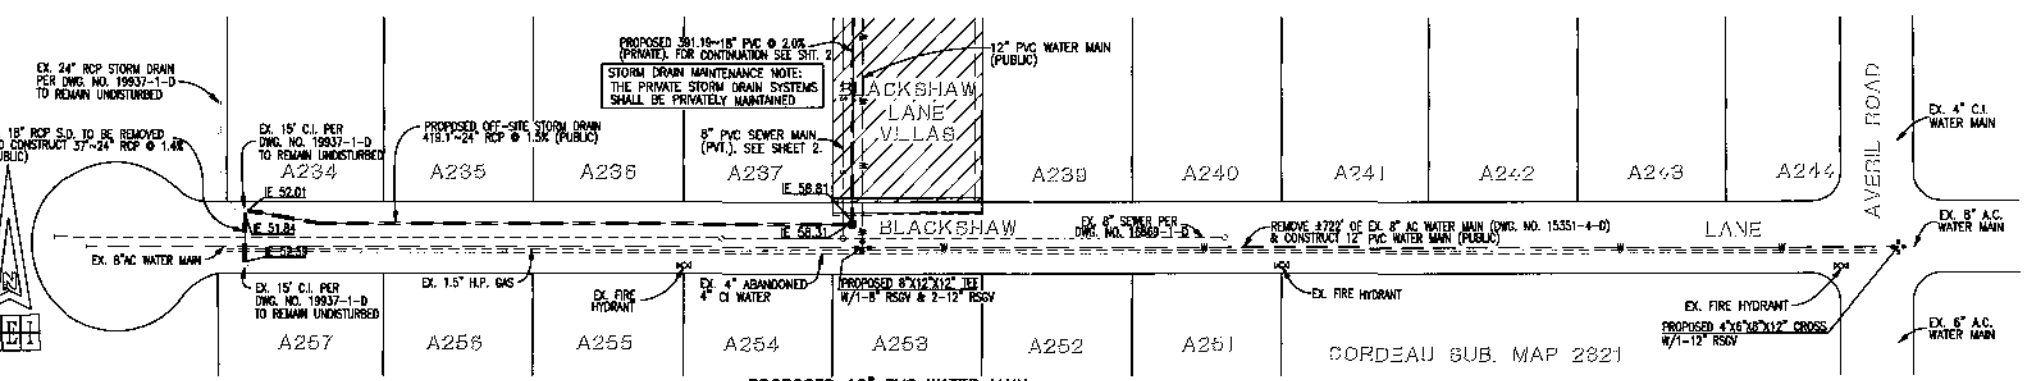 EX. 24" RCP STORM DRAIN
PER DWG. NO. 19937-1-D
TO REMAIN UNDISTURBED
18" RCP S.D. TO BE REMOVED
CONSTRUCT 37'~24" RCP @ 1.4%
EX. 15' C.I. PER
DWG. NO. 19937-1-D
TO REMAIN UNDISTURBED
PROPOSED OFF-SITE STORM DRAIN
419.1'~24" RCP @ 1.5% (PUBLIC)
PROPOSED 391.19~18" PVC @ 2.0%
(PRIVATE). FOR CONTINUATION SEE SHT. 2
STORM DRAIN MAINTENANCE NOTE:
THE PRIVATE STORM DRAIN SYSTEMS
SHALL BE PRIVATELY MAINTAINED
8" PVC SEWER MAIN
(PVT.). SEE SHEET 2.
12" PVC WATER MAIN
(PUBLIC)
LACKSHAW
LANE
VILLAS
A234
A235
A236
A237
A239
A240
A241
A242
A243
A244
AVERIL ROAD
EX. 4" C.I.
WATER MAIN
IE 52.01
IE 51.84
IE 58.31
BLACKSHAW
LANE
EX. 8" SEWER PER
REMOVE ±722' OF EX. 8" AC WATER MAIN (DWG. NO. 15351-4-D)
& CONSTRUCT 12" PVC WATER MAIN (PUBLIC)
EX. 8" A.C.
WATER MAIN
EX. 8"AC WATER MAIN
EX. 15' C.I. PER
DWG. NO. 19937-1-D
TO REMAIN UNDISTURBED
EX. 1.5" H.P. GAS
EX. FIRE
HYDRANT
EX. 4" ABANDONED
4" CI WATER
PROPOSED 8"X12"X12" TEE
W/1-8" RSGV & 2-12" RSGV
EX. FIRE HYDRANT
EX. FIRE HYDRANT
PROPOSED 4"X6"X8"X12" CROSS
W/1-12" RSGV
EX. 6" A.C.
WATER MAIN
N
EI
A257
A256
A255
A254
A253
A252
A251
CORDEAU SUB. MAP 2821